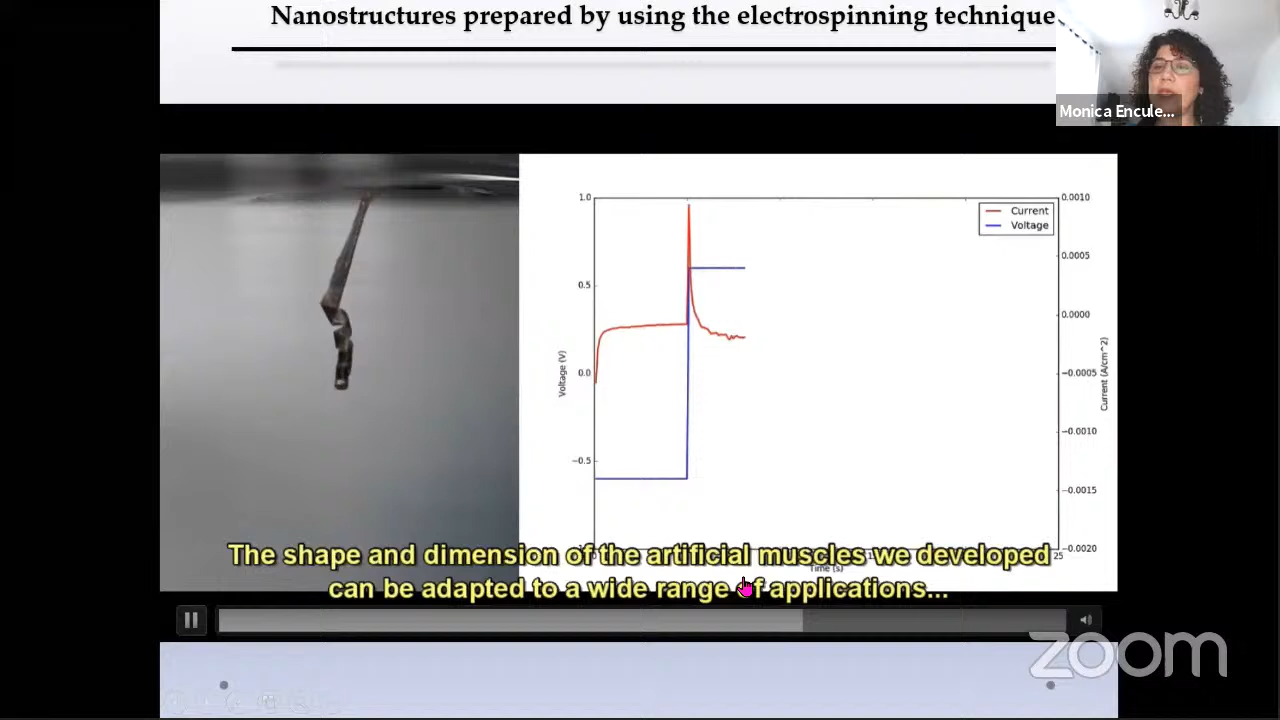 Nanostructures prepared by using the electrospinning technique
Monica Encule...
1.0
0.5
0.0
−0.5
Voltage (V)
Current
Voltage
0.0010
0.0005
0.0000
−0.0005
−0.0010
−0.0015
−0.0020
Current (A/cm^2)
25
Time (s)
The shape and dimension of the artificial muscles we developed
can be adapted to a wide range of applications...
zoom